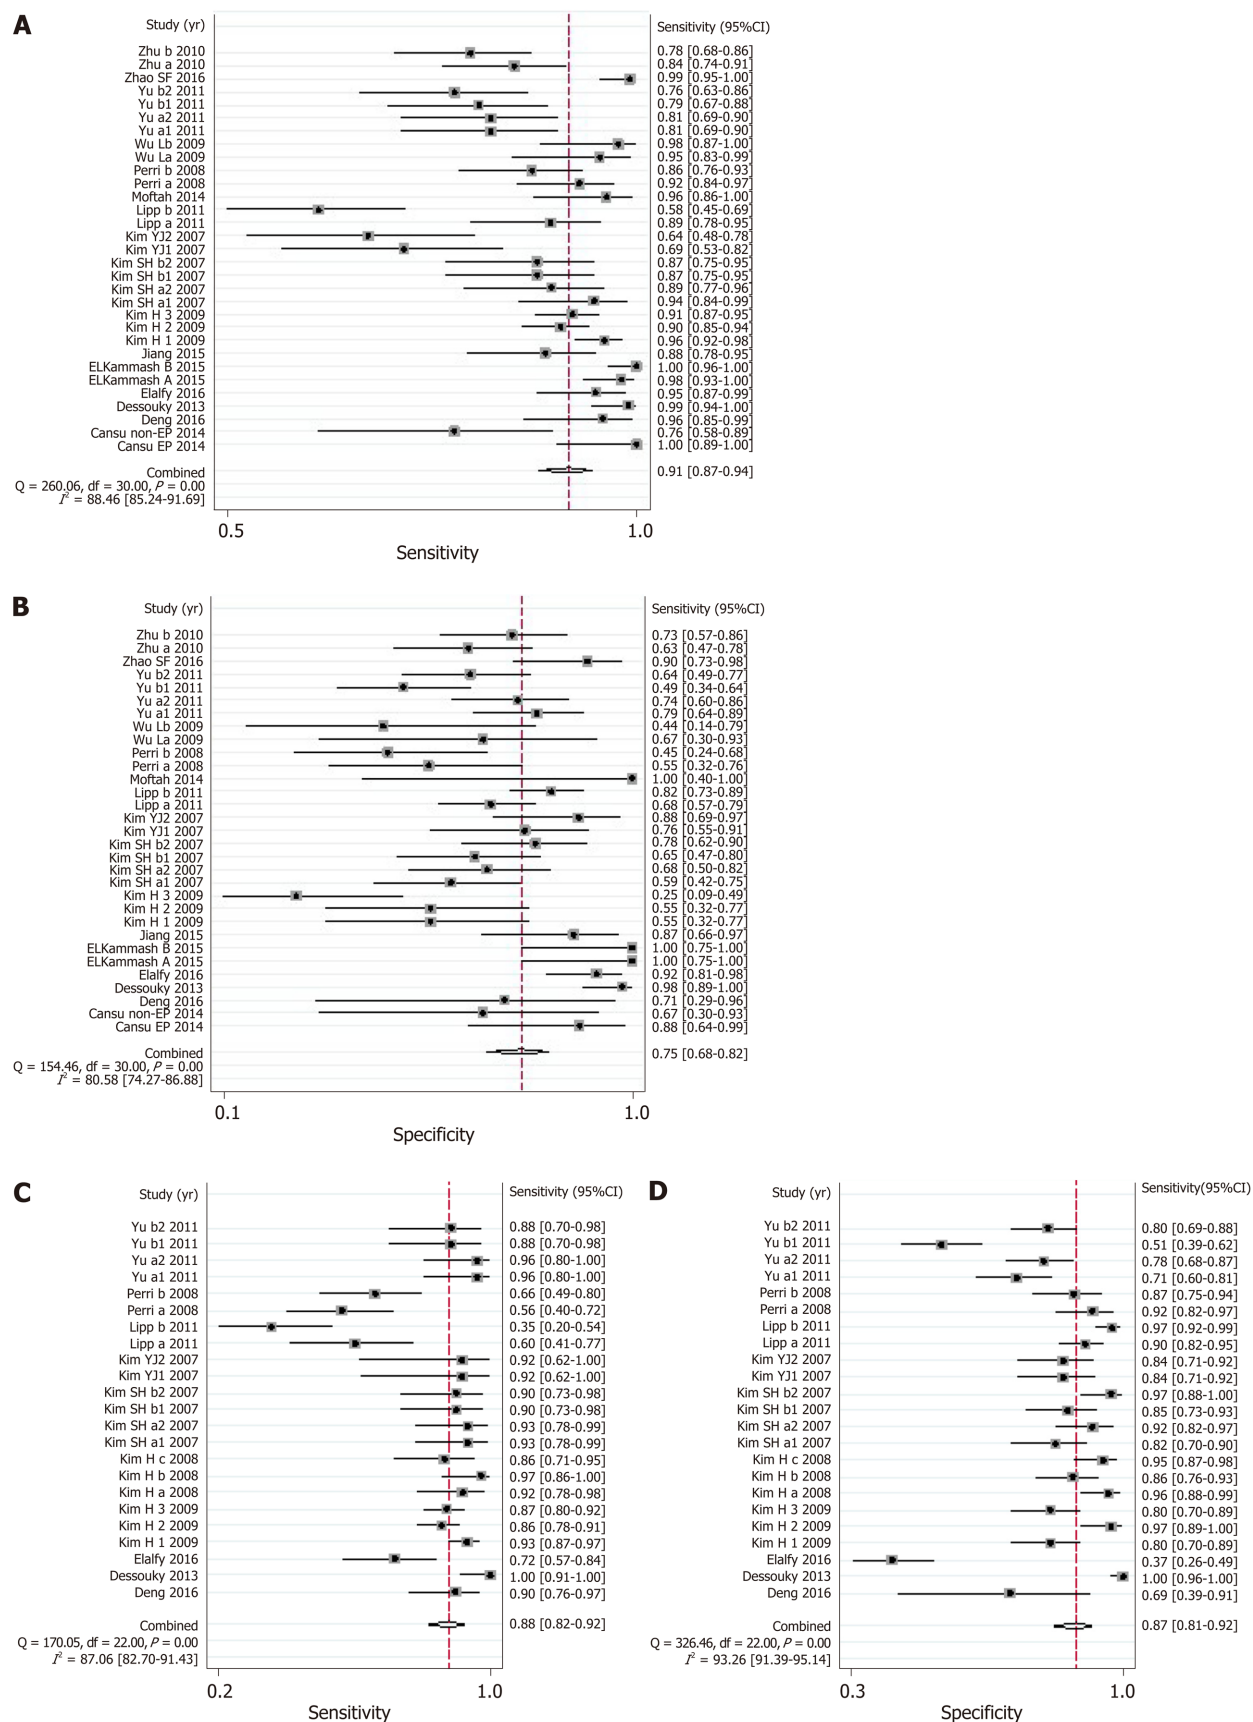 A
Study (yr) Sensitivity (95%CI)
Zhu b 2010 0.78 [0.68-0.86]
Zhu a 2010 0.84 [0.74-0.91]
Zhao SF 2016 0.99 [0.95-1.00]
Yu b2 2011 0.76 [0.63-0.86]
Yu b1 2011 0.79 [0.67-0.88]
Yu a2 2011 0.81 [0.69-0.90]
Yu a1 2011 0.81 [0.69-0.90]
Wu Lb 2009 0.98 [0.87-1.00]
Wu La 2009 0.95 [0.83-0.99]
Perri b 2008 0.86 [0.76-0.93]
Perri a 2008 0.92 [0.84-0.97]
Moftah 2014 0.96 [0.86-1.00]
Lipp b 2011 0.58 [0.45-0.69]
Lipp a 2011 0.89 [0.78-0.95]
Kim YJ2 2007 0.64 [0.48-0.78]
Kim YJ1 2007 0.69 [0.53-0.82]
Kim SH b2 2007 0.87 [0.75-0.95]
Kim SH b1 2007 0.87 [0.75-0.95]
Kim SH a2 2007 0.89 [0.77-0.96]
Kim SH a1 2007 0.94 [0.84-0.99]
Kim H 3 2009 0.91 [0.87-0.95]
Kim H 2 2009 0.90 [0.85-0.94]
Kim H 1 2009 0.96 [0.92-0.98]
Jiang 2015 0.88 [0.78-0.95]
ELKammash B 2015 1.00 [0.96-1.00]
ELKammash A 2015 0.98 [0.93-1.00]
Elalfy 2016 0.95 [0.87-0.99]
Dessouky 2013 0.99 [0.94-1.00]
Deng 2016 0.96 [0.85-0.99]
Cansu non-EP 2014 0.76 [0.58-0.89]
Cansu EP 2014 1.00 [0.89-1.00]
Combined 0.91 [0.87-0.94]
Q = 260.06, df = 30.00, P = 0.00
I² = 88.46 [85.24-91.69]
0.5 1.0
Sensitivity
B
Study (yr) Sensitivity (95%CI)
Zhu b 2010 0.73 [0.57-0.86]
Zhu a 2010 0.63 [0.47-0.78]
Zhao SF 2016 0.90 [0.73-0.98]
Yu b2 2011 0.64 [0.49-0.77]
Yu b1 2011 0.49 [0.34-0.64]
Yu a2 2011 0.74 [0.60-0.86]
Yu a1 2011 0.79 [0.64-0.89]
Wu Lb 2009 0.44 [0.14-0.79]
Wu La 2009 0.67 [0.30-0.93]
Perri b 2008 0.45 [0.24-0.68]
Perri a 2008 0.55 [0.32-0.76]
Moftah 2014 1.00 [0.40-1.00]
Lipp b 2011 0.82 [0.73-0.89]
Lipp a 2011 0.68 [0.57-0.79]
Kim YJ2 2007 0.88 [0.69-0.97]
Kim YJ1 2007 0.76 [0.55-0.91]
Kim SH b2 2007 0.78 [0.62-0.90]
Kim SH b1 2007 0.65 [0.47-0.80]
Kim SH a2 2007 0.68 [0.50-0.82]
Kim SH a1 2007 0.59 [0.42-0.75]
Kim H 3 2009 0.25 [0.09-0.49]
Kim H 2 2009 0.55 [0.32-0.77]
Kim H 1 2009 0.55 [0.32-0.77]
Jiang 2015 0.87 [0.66-0.97]
ELKammash B 2015 1.00 [0.75-1.00]
ELKammash A 2015 1.00 [0.75-1.00]
Elalfy 2016 0.92 [0.81-0.98]
Dessouky 2013 0.98 [0.89-1.00]
Deng 2016 0.71 [0.29-0.96]
Cansu non-EP 2014 0.67 [0.30-0.93]
Cansu EP 2014 0.88 [0.64-0.99]
Combined 0.75 [0.68-0.82]
Q = 154.46, df = 30.00, P = 0.00
I² = 80.58 [74.27-86.88]
0.1 1.0
Specificity
C
Study (yr) Sensitivity (95%CI)
Yu b2 2011 0.88 [0.70-0.98]
Yu b1 2011 0.88 [0.70-0.98]
Yu a2 2011 0.96 [0.80-1.00]
Yu a1 2011 0.96 [0.80-1.00]
Perri b 2008 0.66 [0.49-0.80]
Perri a 2008 0.56 [0.40-0.72]
Lipp b 2011 0.35 [0.20-0.54]
Lipp a 2011 0.60 [0.41-0.77]
Kim YJ2 2007 0.92 [0.62-1.00]
Kim YJ1 2007 0.92 [0.62-1.00]
Kim SH b2 2007 0.90 [0.73-0.98]
Kim SH b1 2007 0.90 [0.73-0.98]
Kim SH a2 2007 0.93 [0.78-0.99]
Kim SH a1 2007 0.93 [0.78-0.99]
Kim H c 2008 0.86 [0.71-0.95]
Kim H b 2008 0.97 [0.86-1.00]
Kim H a 2008 0.92 [0.78-0.98]
Kim H 3 2009 0.87 [0.80-0.92]
Kim H 2 2009 0.86 [0.78-0.91]
Kim H 1 2009 0.93 [0.87-0.97]
Elalfy 2016 0.72 [0.57-0.84]
Dessouky 2013 1.00 [0.91-1.00]
Deng 2016 0.90 [0.76-0.97]
Combined 0.88 [0.82-0.92]
Q = 170.05, df = 22.00, P = 0.00
I² = 87.06 [82.70-91.43]
0.2 1.0
Sensitivity
D
Study (yr) Sensitivity(95%CI)
Yu b2 2011 0.80 [0.69-0.88]
Yu b1 2011 0.51 [0.39-0.62]
Yu a2 2011 0.78 [0.68-0.87]
Yu a1 2011 0.71 [0.60-0.81]
Perri b 2008 0.87 [0.75-0.94]
Perri a 2008 0.92 [0.82-0.97]
Lipp b 2011 0.97 [0.92-0.99]
Lipp a 2011 0.90 [0.82-0.95]
Kim YJ2 2007 0.84 [0.71-0.92]
Kim YJ1 2007 0.84 [0.71-0.92]
Kim SH b2 2007 0.97 [0.88-1.00]
Kim SH b1 2007 0.85 [0.73-0.93]
Kim SH a2 2007 0.92 [0.82-0.97]
Kim SH a1 2007 0.82 [0.70-0.90]
Kim H c 2008 0.95 [0.87-0.98]
Kim H b 2008 0.86 [0.76-0.93]
Kim H a 2008 0.96 [0.88-0.99]
Kim H 3 2009 0.80 [0.70-0.89]
Kim H 2 2009 0.97 [0.89-1.00]
Kim H 1 2009 0.80 [0.70-0.89]
Elalfy 2016 0.37 [0.26-0.49]
Dessouky 2013 1.00 [0.96-1.00]
Deng 2016 0.69 [0.39-0.91]
Combined 0.87 [0.81-0.92]
Q = 326.46, df = 22.00, P = 0.00
I² = 93.26 [91.39-95.14]
0.3 1.0
Specificity